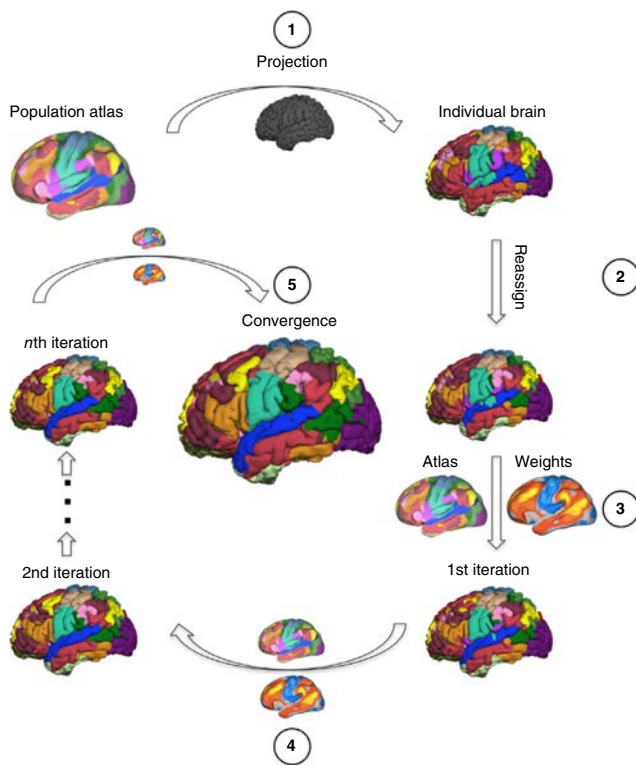 1
Projection
Population atlas
Individual brain
Reassign
2
5
Convergence
nth iteration
Atlas
Weights
3
2nd iteration
1st iteration
4